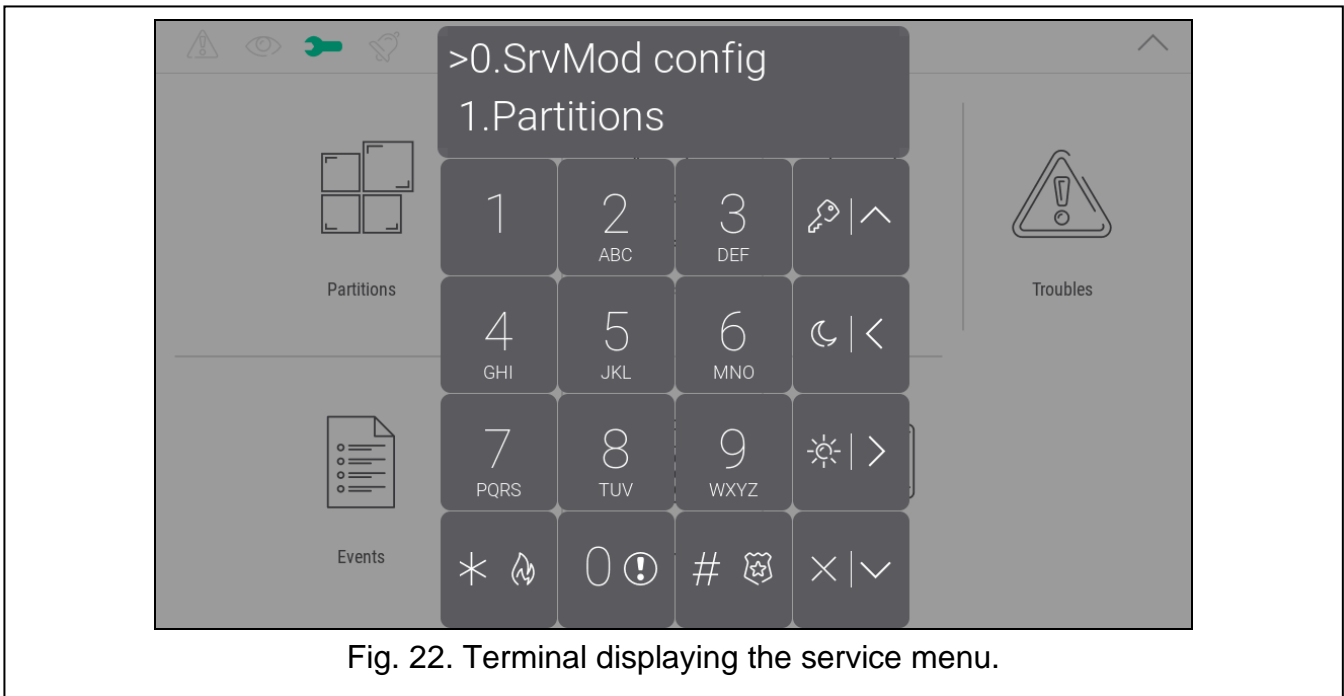 >0.SrvMod config
1.Partitions
1
2
ABC
3
DEF
Partitions
Troubles
4
GHI
5
JKL
6
MNO
7
PQRS
8
TUV
9
WXYZ
Events
*
0
#
Fig. 22. Terminal displaying the service menu.